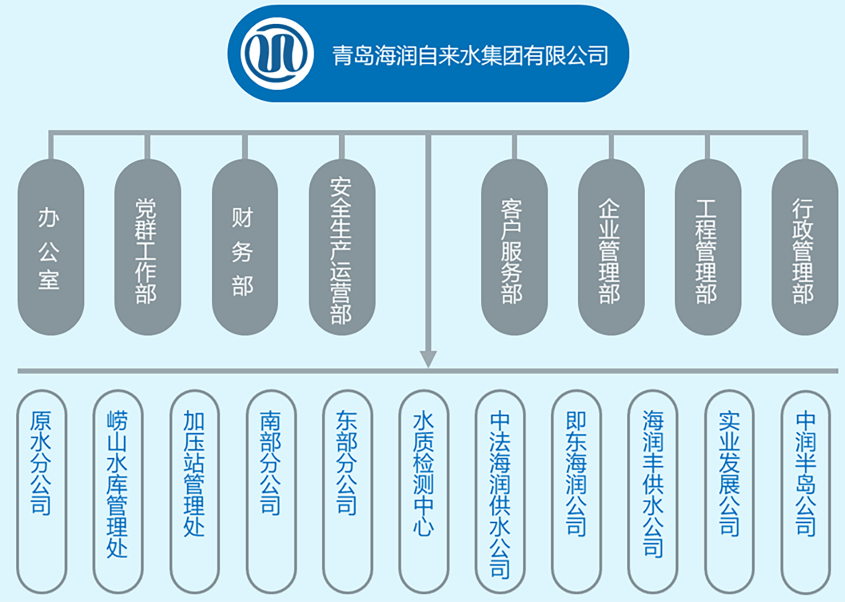 青岛海润自来水集团有限公司
办公室
党群工作部
财务部
安全生产运营部
客户服务部
企业管理部
工程管理部
行政管理部
原水分公司
崂山水库管理处
加压站管理处
南部分公司
东部分公司
水质检测中心
中法海润供水公司
即东海润公司
海润丰供水公司
实业发展公司
中润半岛公司